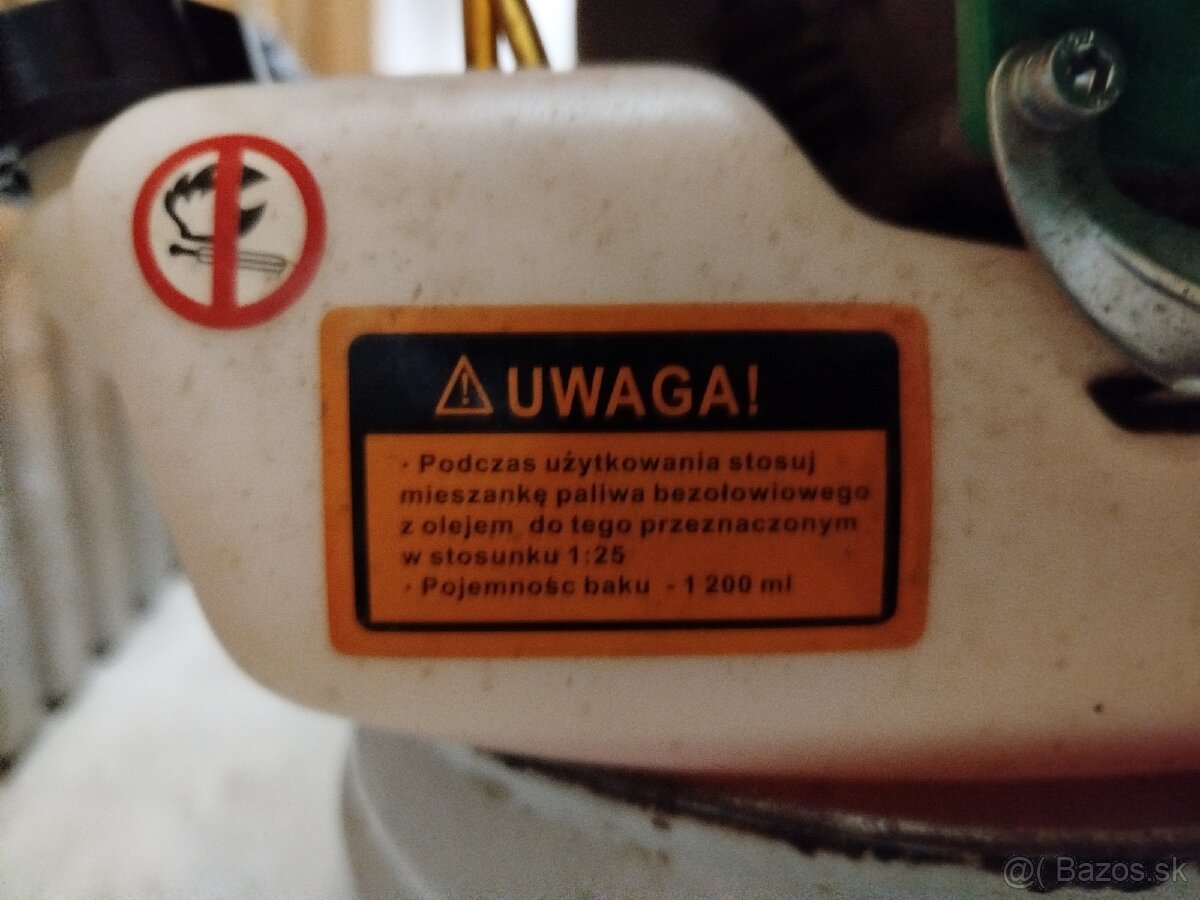 UWAGA!
· Podczas użytkowania stosuj
mieszankę paliwa bezołowiowego
z olejem do tego przeznaczonym
w stosunku 1:25
· Pojemnośc baku - 1 200 ml
@( Bazos.sk